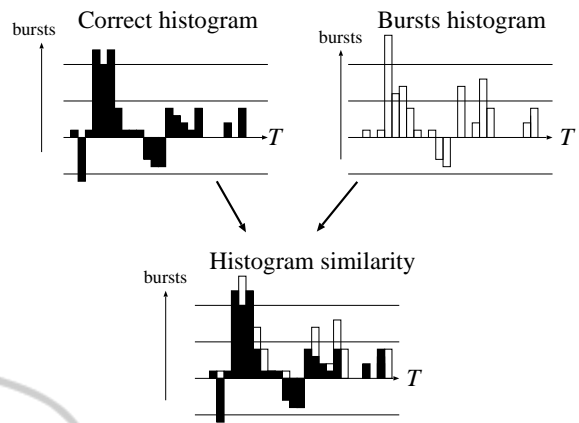 Correct histogram
bursts
T
Bursts histogram
bursts
T
Histogram similarity
bursts
T